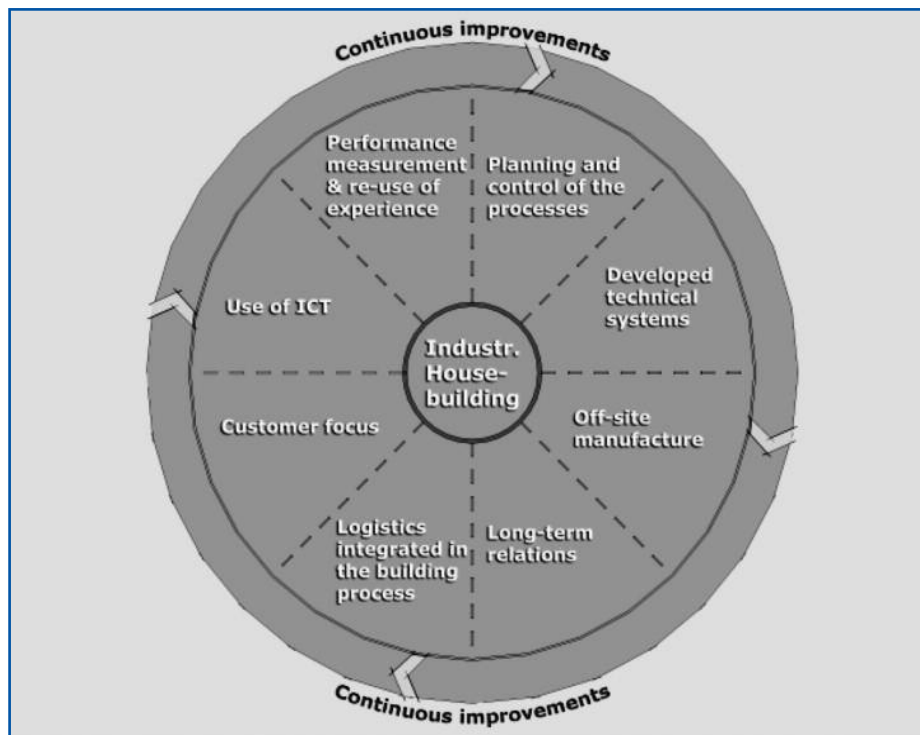 Continuous improvements
Performance
measurement
& re-use of
experience
Planning and
control of the
processes
Use of ICT
Developed
technical
systems
Industr.
House-
building
Customer focus
Off-site
manufacture
Logistics
integrated in
the building
process
Long-term
relations
Continuous improvements